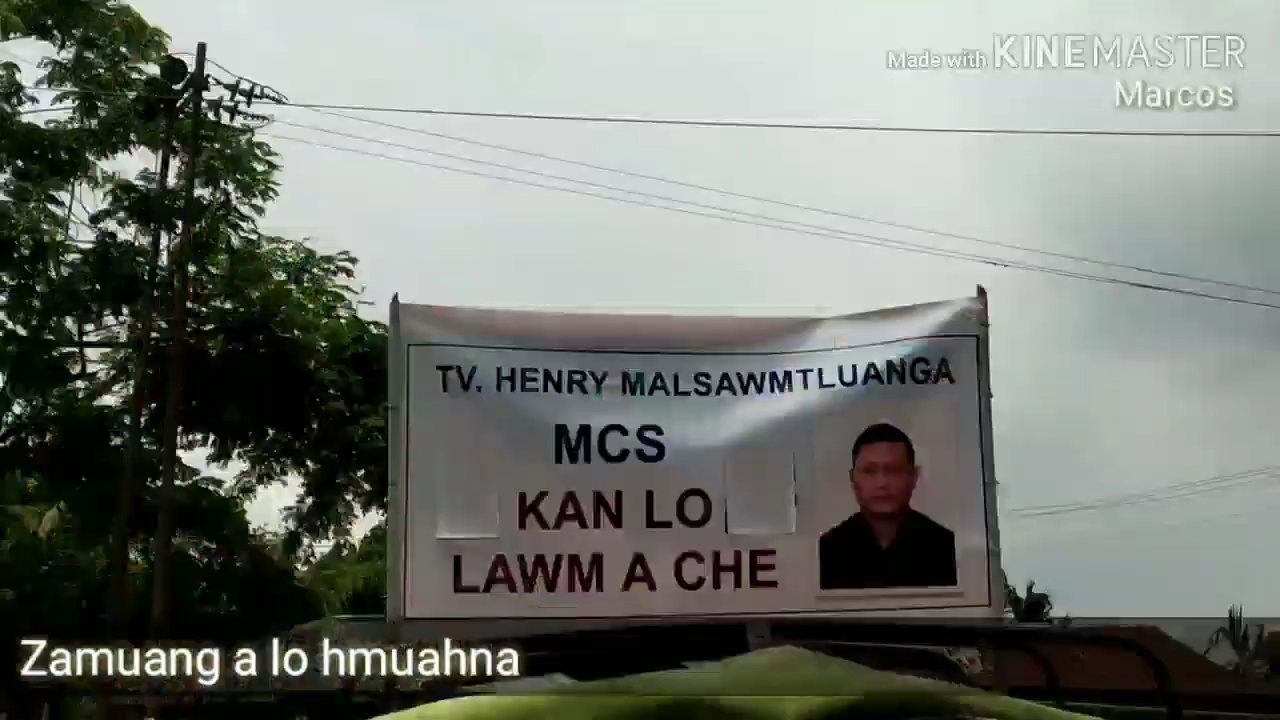 Made with KINEMASTER
Marcos
TV. HENRY MALSAWMTLUANGA
MCS
KAN LO
LAWM A CHE
Zamuang a lo hmuahna